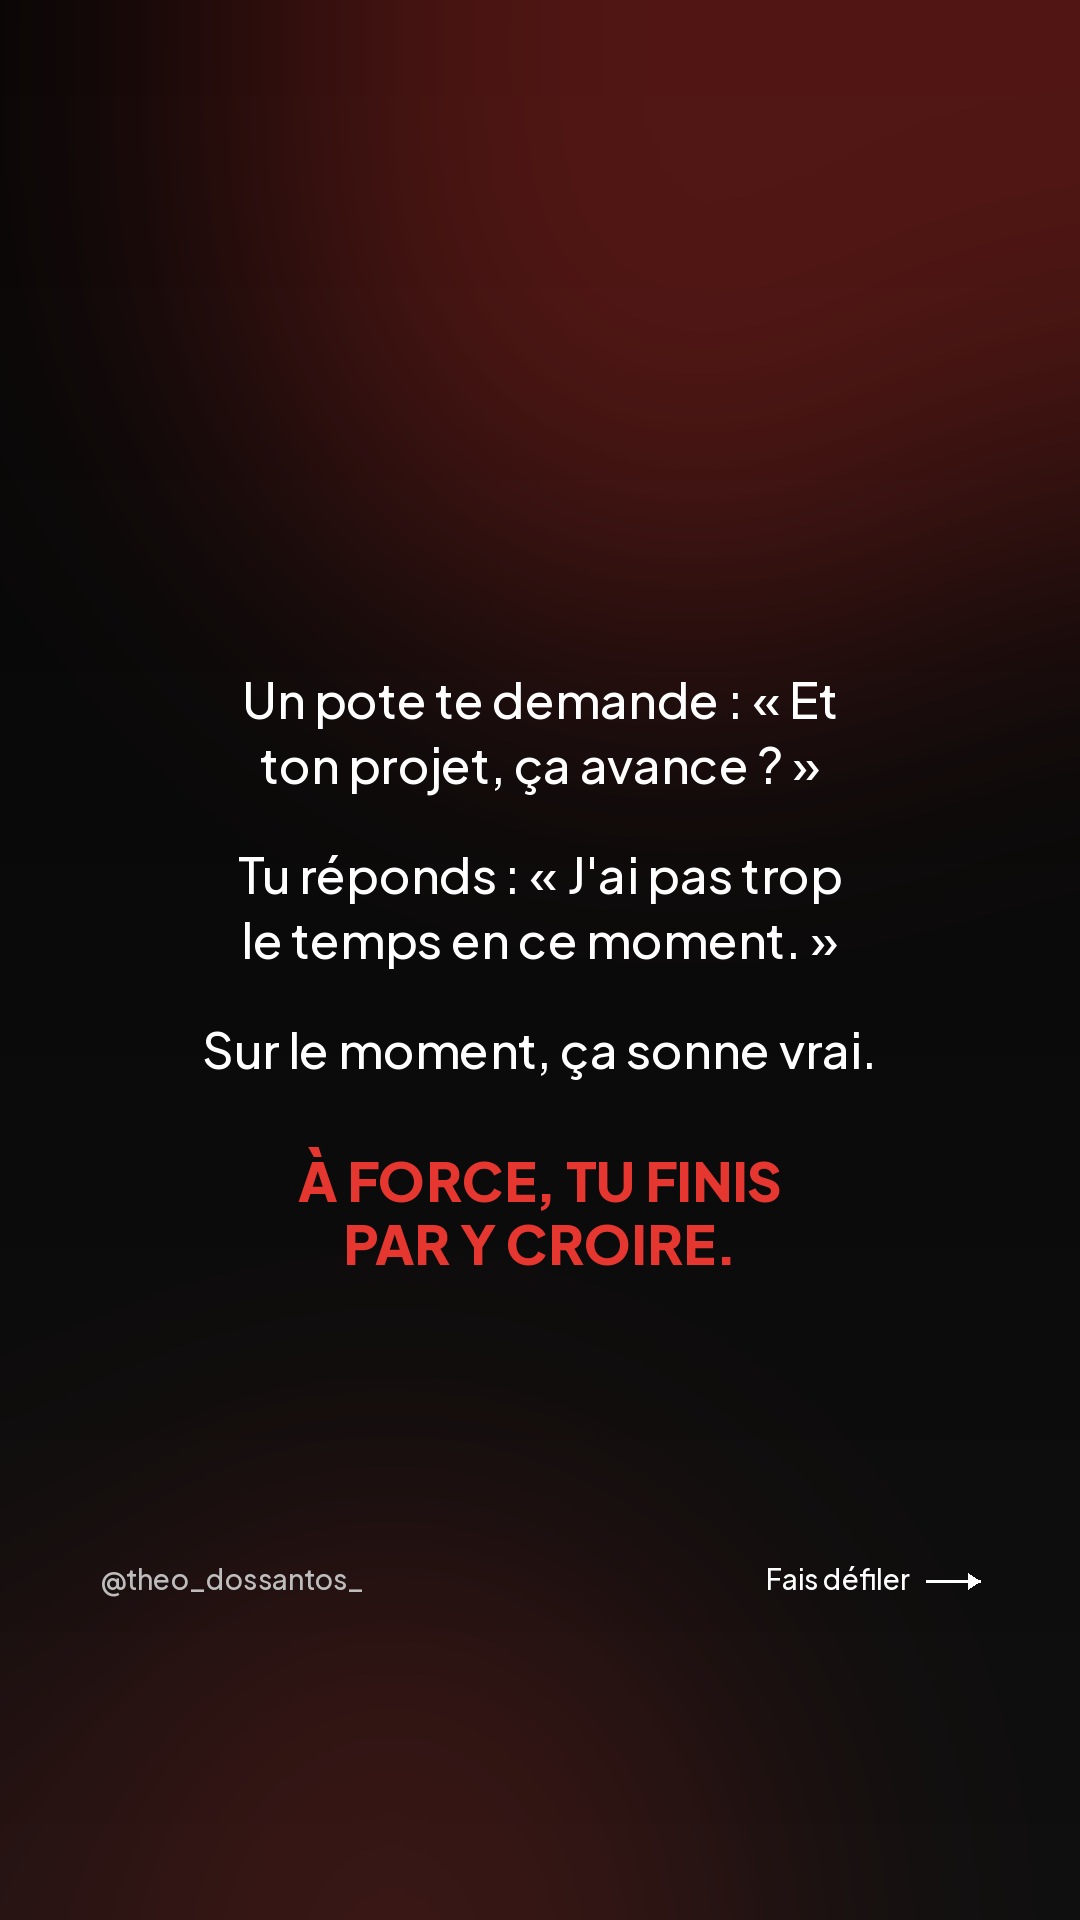 Un pote te demande : « Et
ton projet, ça avance ? »
Tu réponds : « J'ai pas trop
le temps en ce moment. »
Sur le moment, ça sonne vrai.
À FORCE, TU FINIS
PAR Y CROIRE.
@theo_dossantos_
Fais défiler